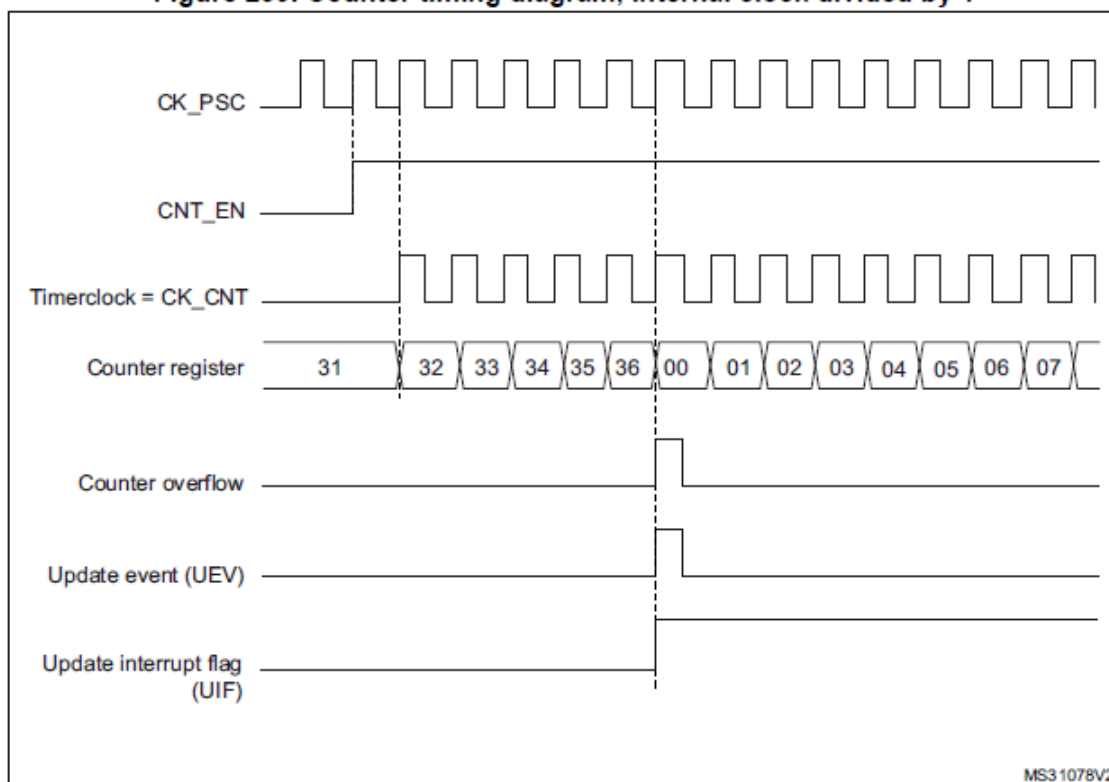 CK_PSC
CNT_EN
Timerclock = CK_CNT
Counter register 31 32 33 34 35 36 00 01 02 03 04 05 06 07
Counter overflow
Update event (UEV)
Update interrupt flag
(UIF)
MS31078V2